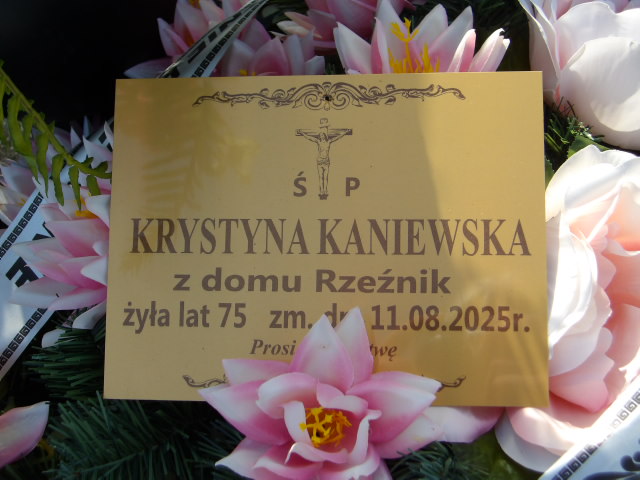 Ś P
KRYSTYNA KANIEWSKA
z domu Rzeźnik
żyła lat 75 zm. 11.08.2025r.